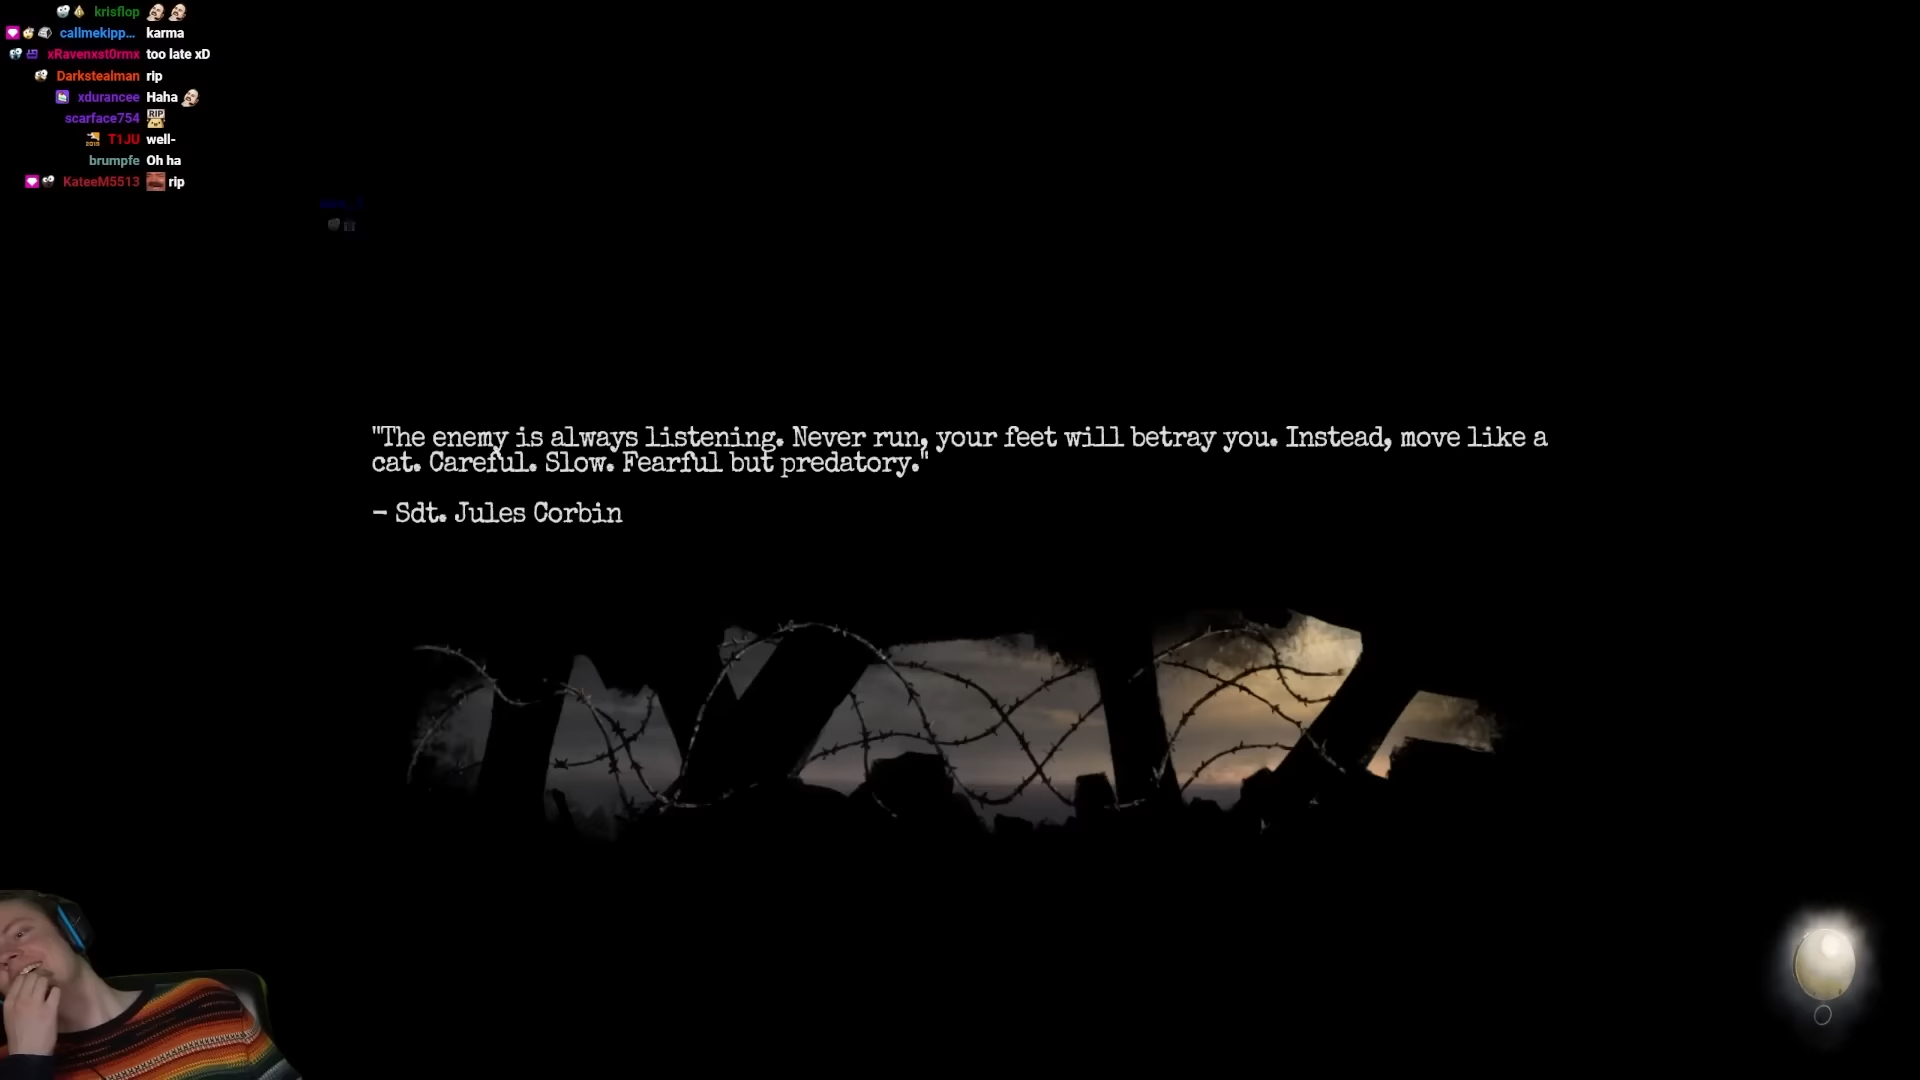 krisflop
callmekipp... karma
xRavenxst0rmx too late xD
Darkstealman rip
xdurancee Haha
scarface754 RIP
T1JU well-
brumpfe Oh ha
KateeM5513 rip
"The enemy is always listening. Never run, your feet will betray you. Instead, move like a
cat. Careful. Slow. Fearful but predatory."
- Sdt. Jules Corbin